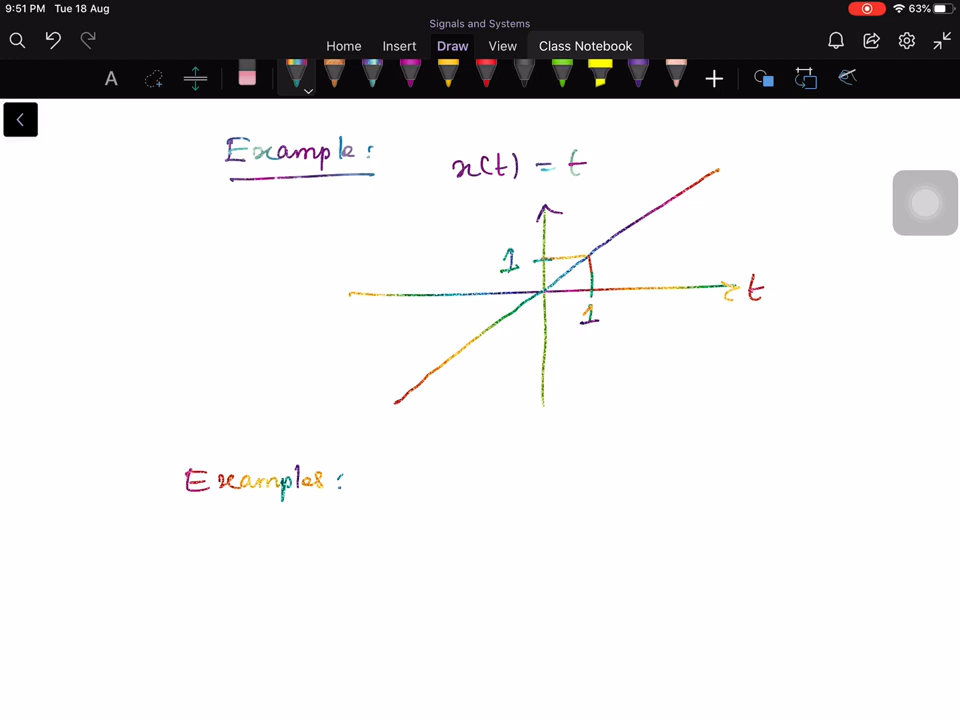 9:51 PM Tue 18 Aug
63%
Signals and Systems
Home Insert Draw View Class Notebook
A
Example:
x(t) = t
1
t
1
Examples: